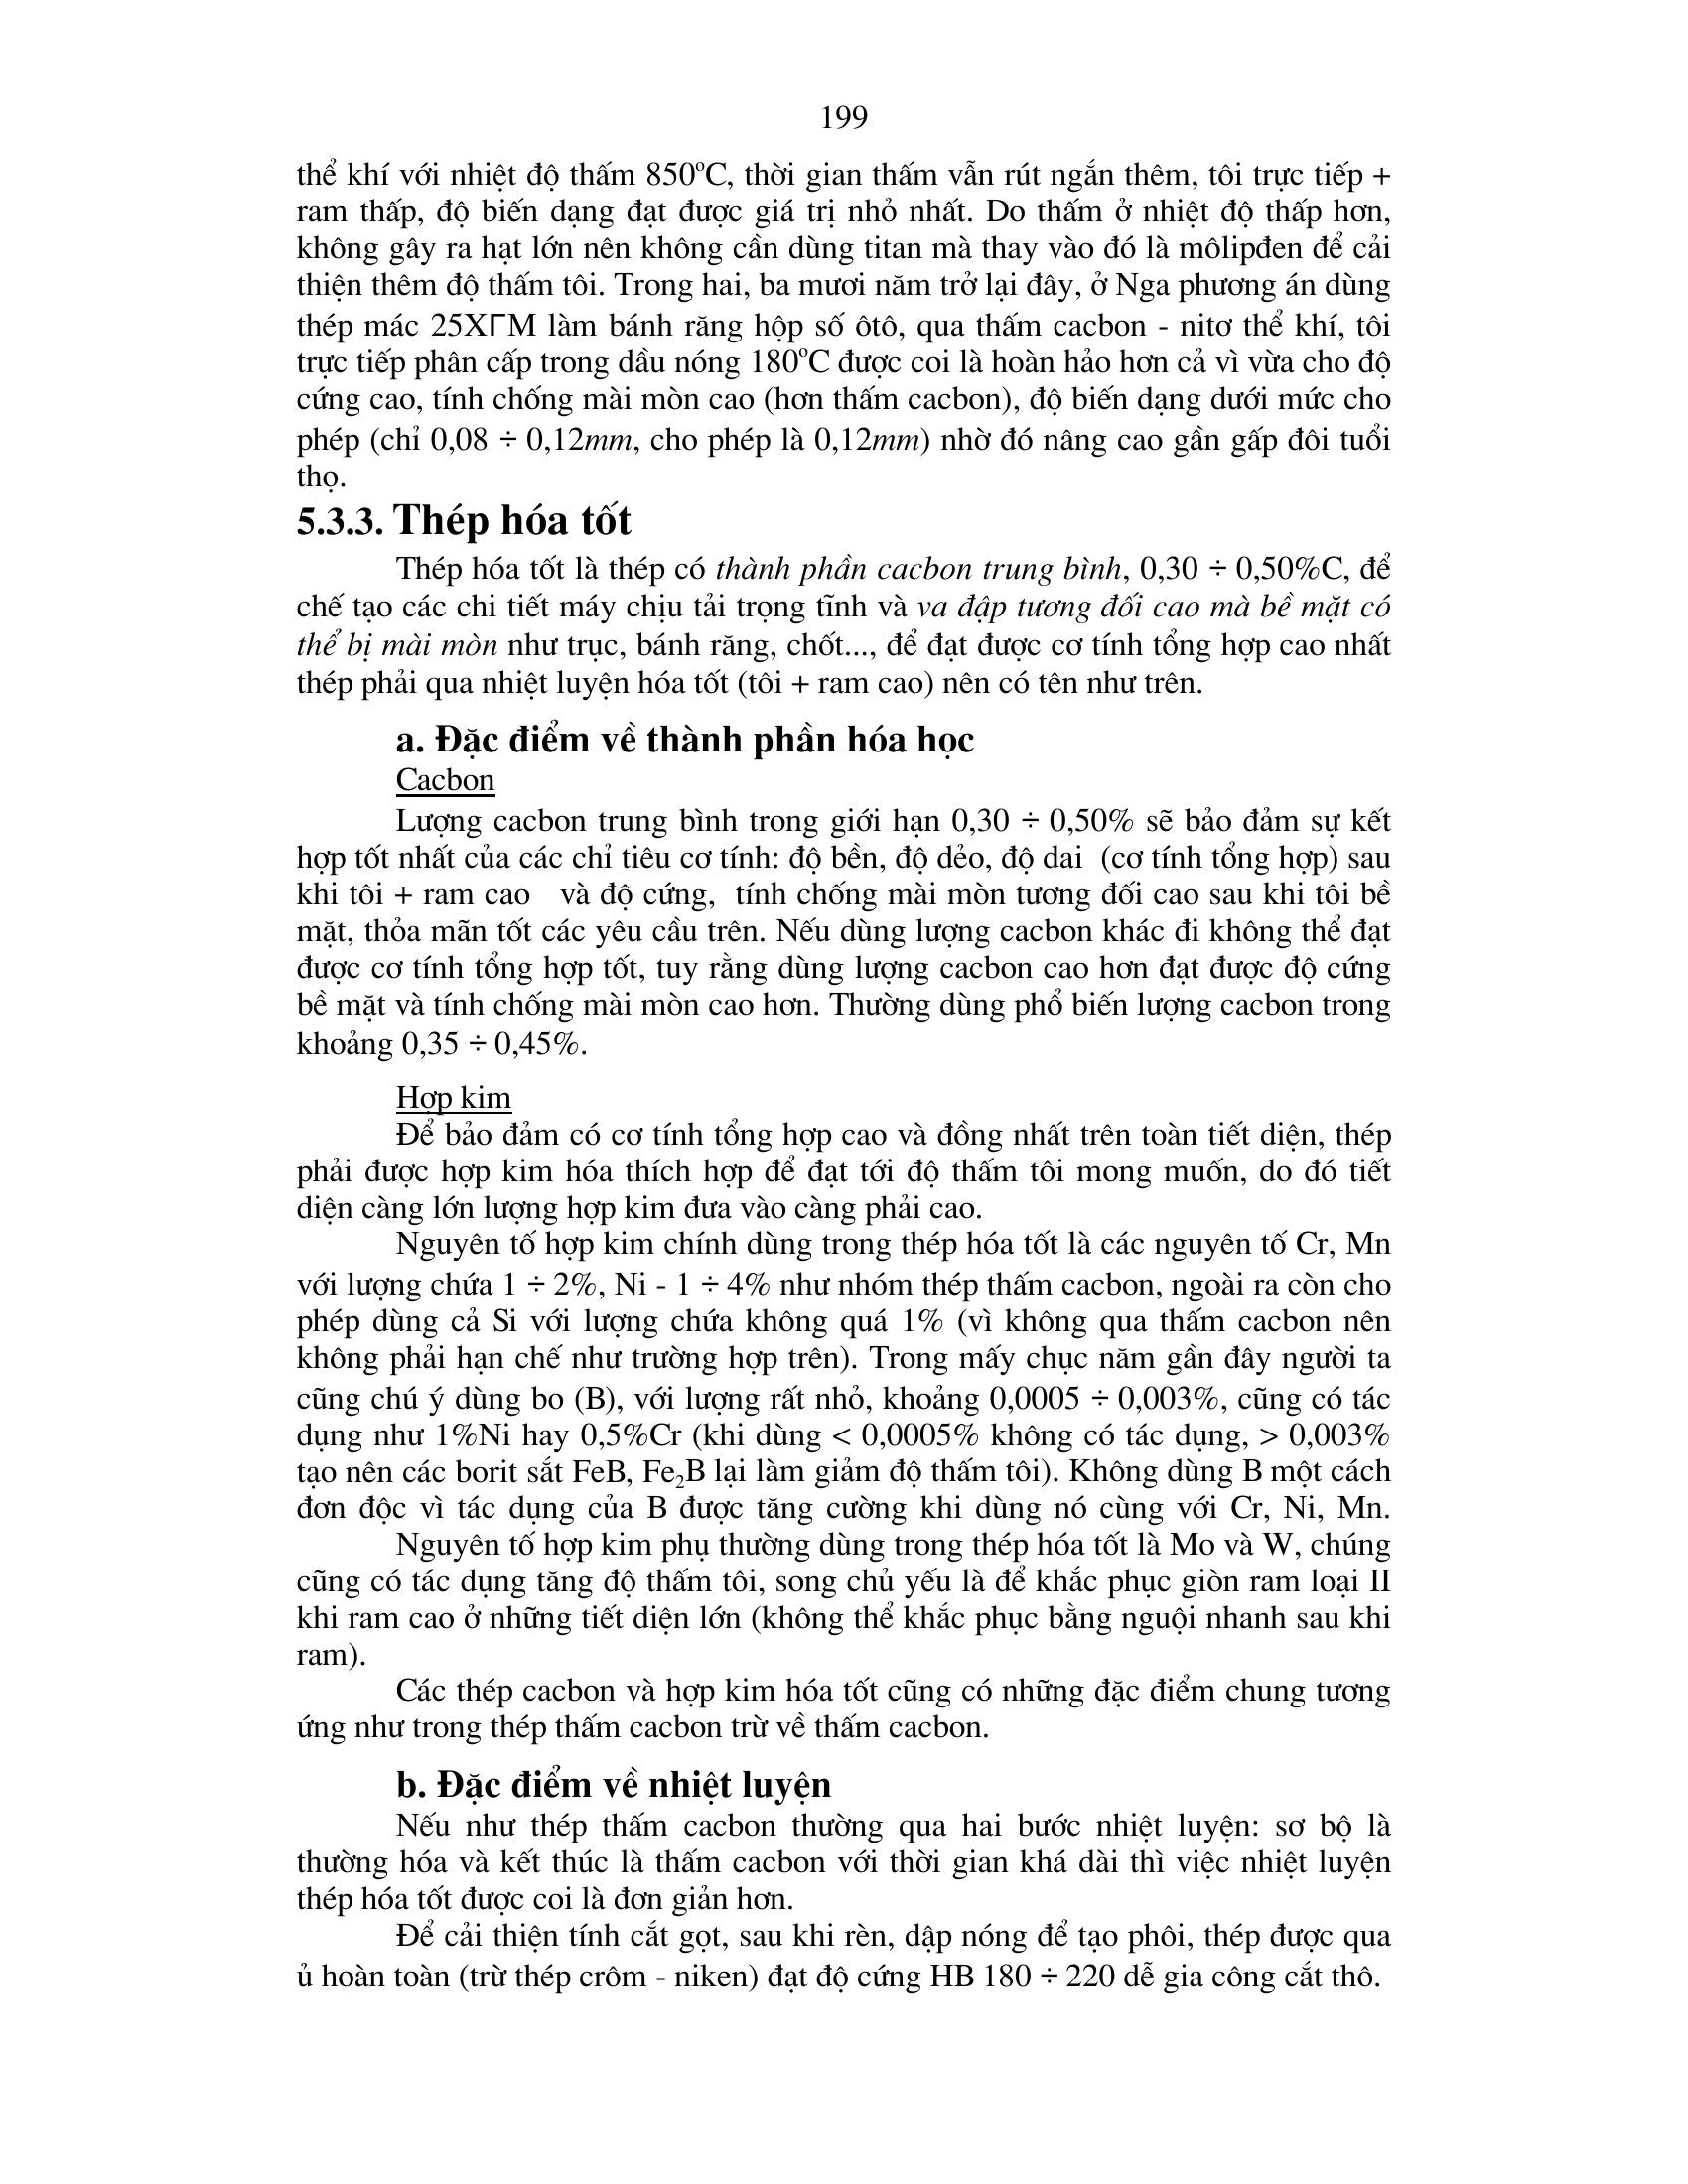 199
thể khí với nhiệt độ thấm 850ºC, thời gian thấm vẫn rút ngắn thêm, tôi trực tiếp +
ram thấp, độ biến dạng đạt được giá trị nhỏ nhất. Do thấm ở nhiệt độ thấp hơn,
không gây ra hạt lớn nên không cần dùng titan mà thay vào đó là môlipđen để cải
thiện thêm độ thấm tôi. Trong hai, ba mươi năm trở lại đây, ở Nga phương án dùng
thép mác 25XΓM làm bánh răng hộp số ôtô, qua thấm cacbon - nitơ thể khí, tôi
trực tiếp phân cấp trong dầu nóng 180ºC được coi là hoàn hảo hơn cả vì vừa cho độ
cứng cao, tính chống mài mòn cao (hơn thấm cacbon), độ biến dạng dưới mức cho
phép (chỉ 0,08 ÷ 0,12mm, cho phép là 0,12mm) nhờ đó nâng cao gần gấp đôi tuổi
thọ.
5.3.3. Thép hóa tốt
Thép hóa tốt là thép có thành phần cacbon trung bình, 0,30 ÷ 0,50%C, để
chế tạo các chi tiết máy chịu tải trọng tĩnh và va đập tương đối cao mà bề mặt có
thể bị mài mòn như trục, bánh răng, chốt..., để đạt được cơ tính tổng hợp cao nhất
thép phải qua nhiệt luyện hóa tốt (tôi + ram cao) nên có tên như trên.
a. Đặc điểm về thành phần hóa học
Cacbon
Lượng cacbon trung bình trong giới hạn 0,30 ÷ 0,50% sẽ bảo đảm sự kết
hợp tốt nhất của các chỉ tiêu cơ tính: độ bền, độ dẻo, độ dai (cơ tính tổng hợp) sau
khi tôi + ram cao và độ cứng, tính chống mài mòn tương đối cao sau khi tôi bề
mặt, thỏa mãn tốt các yêu cầu trên. Nếu dùng lượng cacbon khác đi không thể đạt
được cơ tính tổng hợp tốt, tuy rằng dùng lượng cacbon cao hơn đạt được độ cứng
bề mặt và tính chống mài mòn cao hơn. Thường dùng phổ biến lượng cacbon trong
khoảng 0,35 ÷ 0,45%.
Hợp kim
Để bảo đảm có cơ tính tổng hợp cao và đồng nhất trên toàn tiết diện, thép
phải được hợp kim hóa thích hợp để đạt tới độ thấm tôi mong muốn, do đó tiết
diện càng lớn lượng hợp kim đưa vào càng phải cao.
Nguyên tố hợp kim chính dùng trong thép hóa tốt là các nguyên tố Cr, Mn
với lượng chứa 1 ÷ 2%, Ni - 1 ÷ 4% như nhóm thép thấm cacbon, ngoài ra còn cho
phép dùng cả Si với lượng chứa không quá 1% (vì không qua thấm cacbon nên
không phải hạn chế như trường hợp trên). Trong mấy chục năm gần đây người ta
cũng chú ý dùng bo (B), với lượng rất nhỏ, khoảng 0,0005 ÷ 0,003%, cũng có tác
dụng như 1%Ni hay 0,5%Cr (khi dùng < 0,0005% không có tác dụng, > 0,003%
tạo nên các borit sắt FeB, Fe₂B lại làm giảm độ thấm tôi). Không dùng B một cách
đơn độc vì tác dụng của B được tăng cường khi dùng nó cùng với Cr, Ni, Mn.
Nguyên tố hợp kim phụ thường dùng trong thép hóa tốt là Mo và W, chúng
cũng có tác dụng tăng độ thấm tôi, song chủ yếu là để khắc phục giòn ram loại II
khi ram cao ở những tiết diện lớn (không thể khắc phục bằng nguội nhanh sau khi
ram).
Các thép cacbon và hợp kim hóa tốt cũng có những đặc điểm chung tương
ứng như trong thép thấm cacbon trừ về thấm cacbon.
b. Đặc điểm về nhiệt luyện
Nếu như thép thấm cacbon thường qua hai bước nhiệt luyện: sơ bộ là
thường hóa và kết thúc là thấm cacbon với thời gian khá dài thì việc nhiệt luyện
thép hóa tốt được coi là đơn giản hơn.
Để cải thiện tính cắt gọt, sau khi rèn, dập nóng để tạo phôi, thép được qua
ủ hoàn toàn (trừ thép crôm - niken) đạt độ cứng HB 180 ÷ 220 dễ gia công cắt thô.